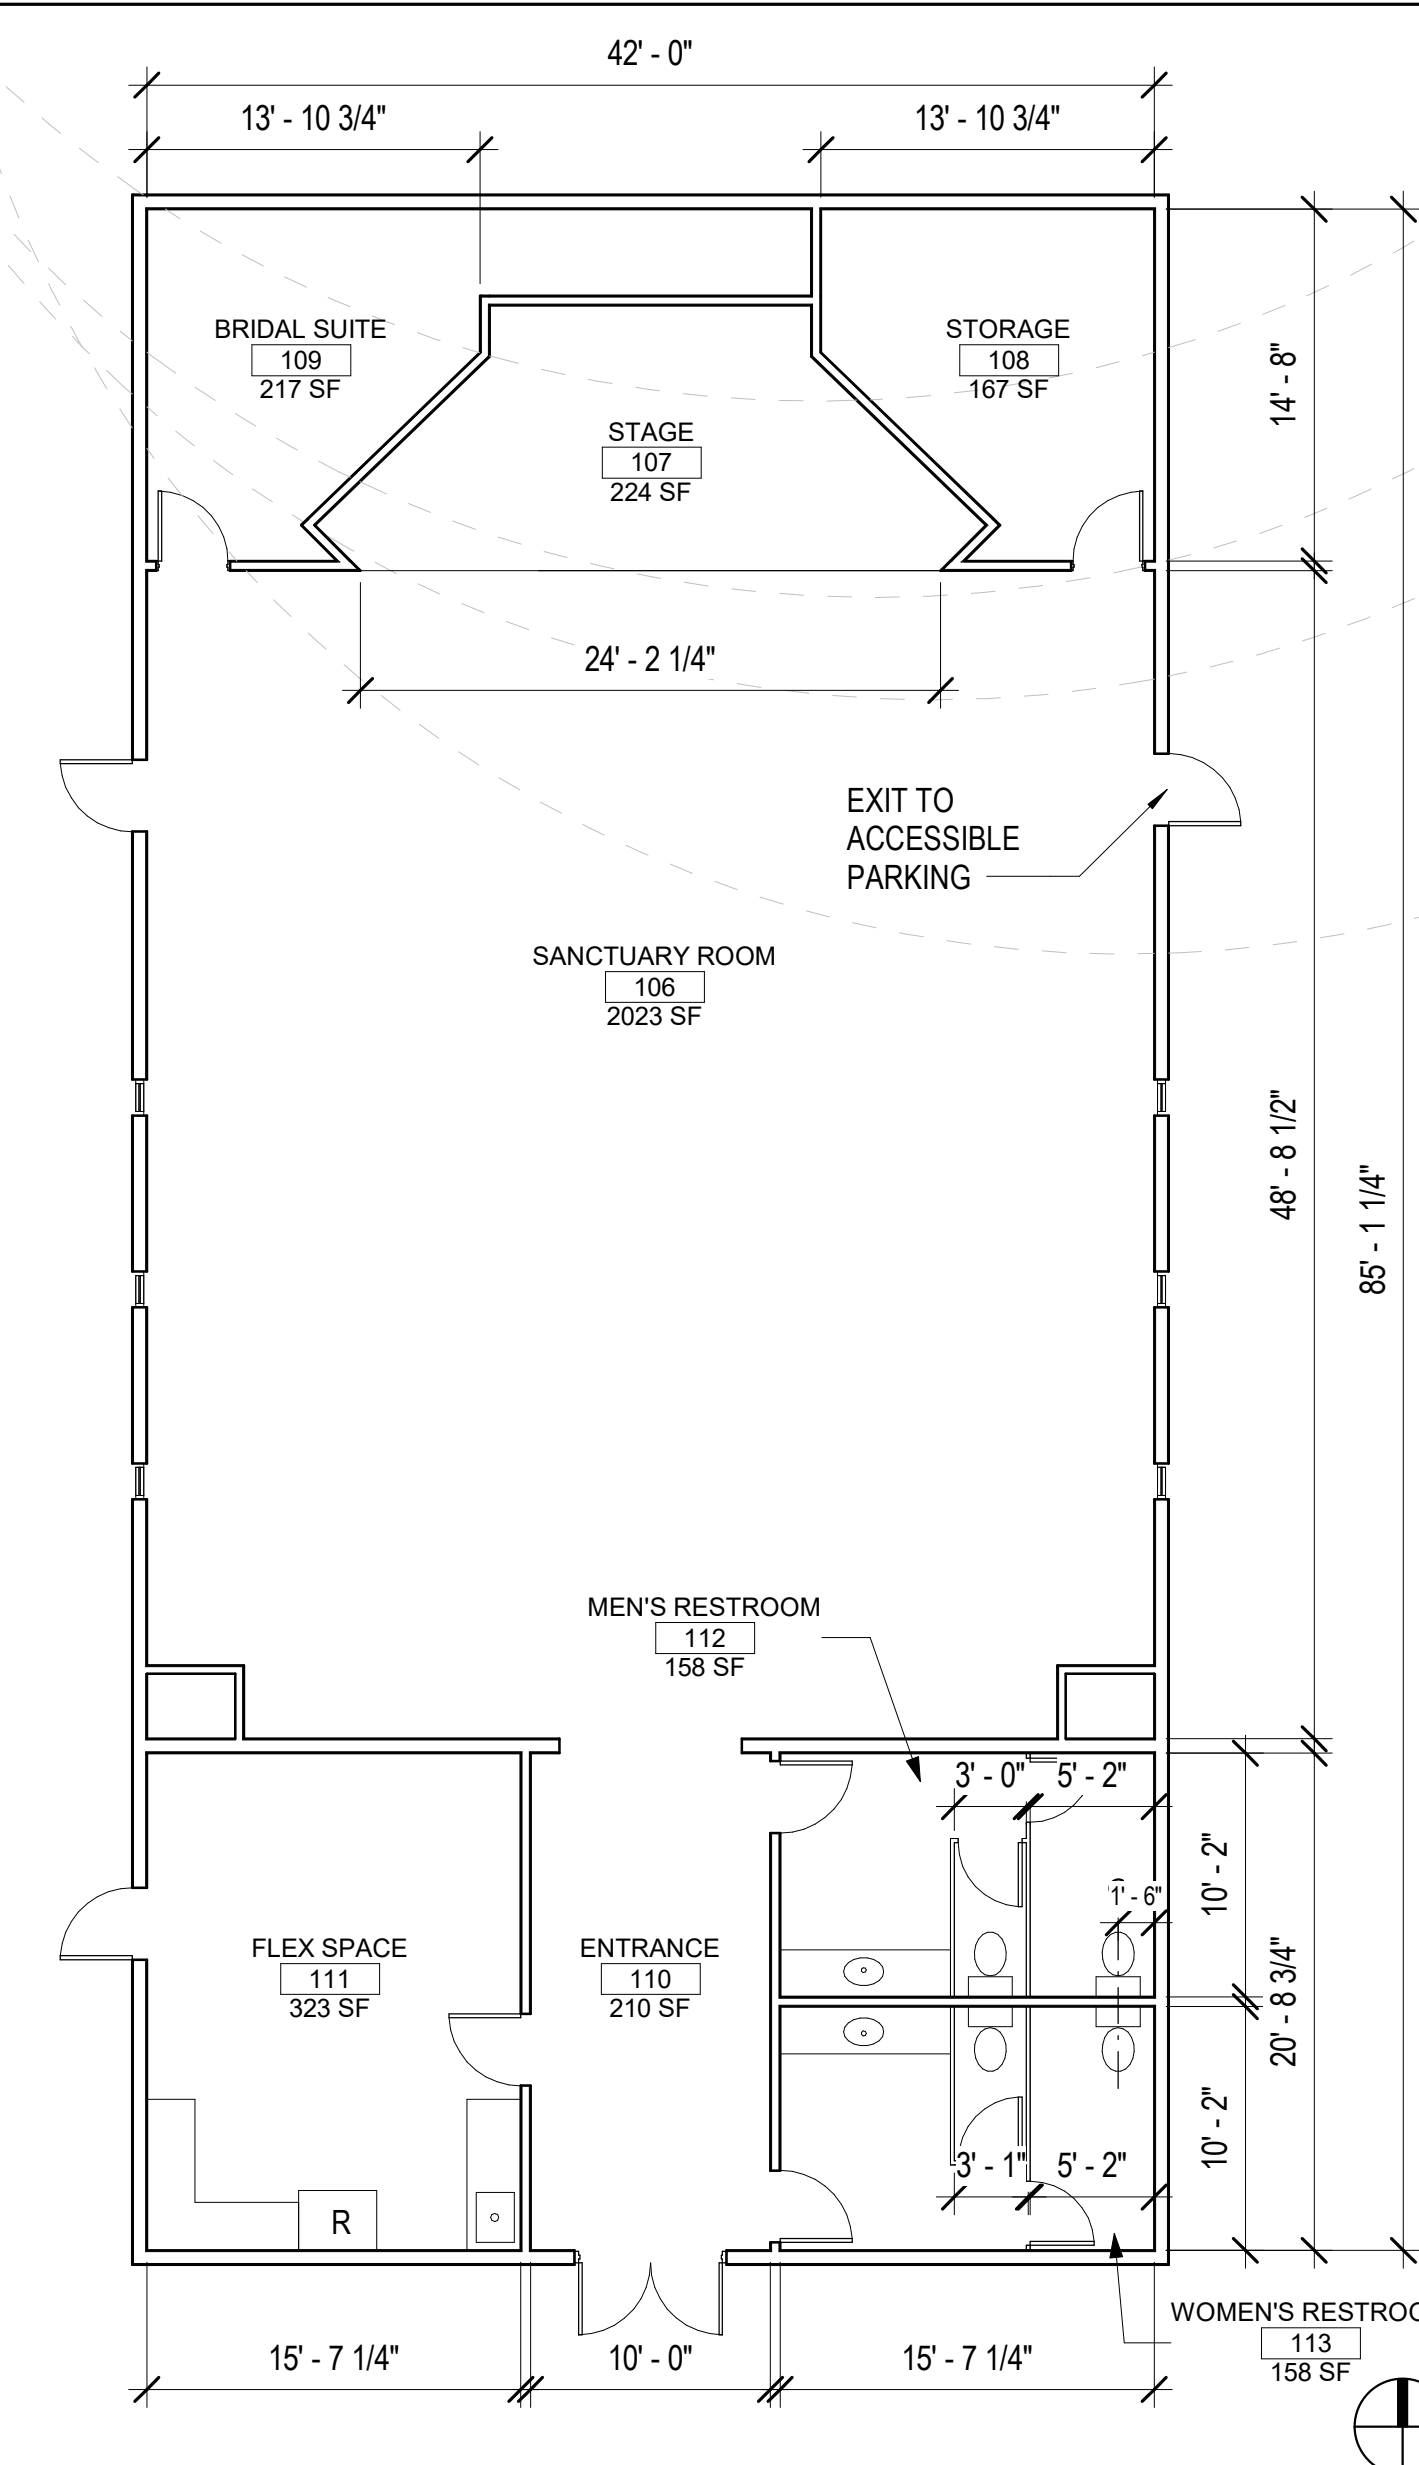 42' - 0"
13' - 10 3/4"
13' - 10 3/4"
BRIDAL SUITE
109
217 SF
STORAGE
108
167 SF
14' - 8"
STAGE
107
224 SF
24' - 2 1/4"
EXIT TO
ACCESSIBLE
PARKING
SANCTUARY ROOM
106
2023 SF
48' - 8 1/2"
85' - 1 1/4"
MEN'S RESTROOM
112
158 SF
3' - 0"
5' - 2"
10' - 2"
1' - 6"
FLEX SPACE
111
323 SF
ENTRANCE
110
210 SF
20' - 8 3/4"
10' - 2"
3' - 1"
5' - 2"
R
WOMEN'S RESTROO
113
158 SF
15' - 7 1/4"
10' - 0"
15' - 7 1/4"